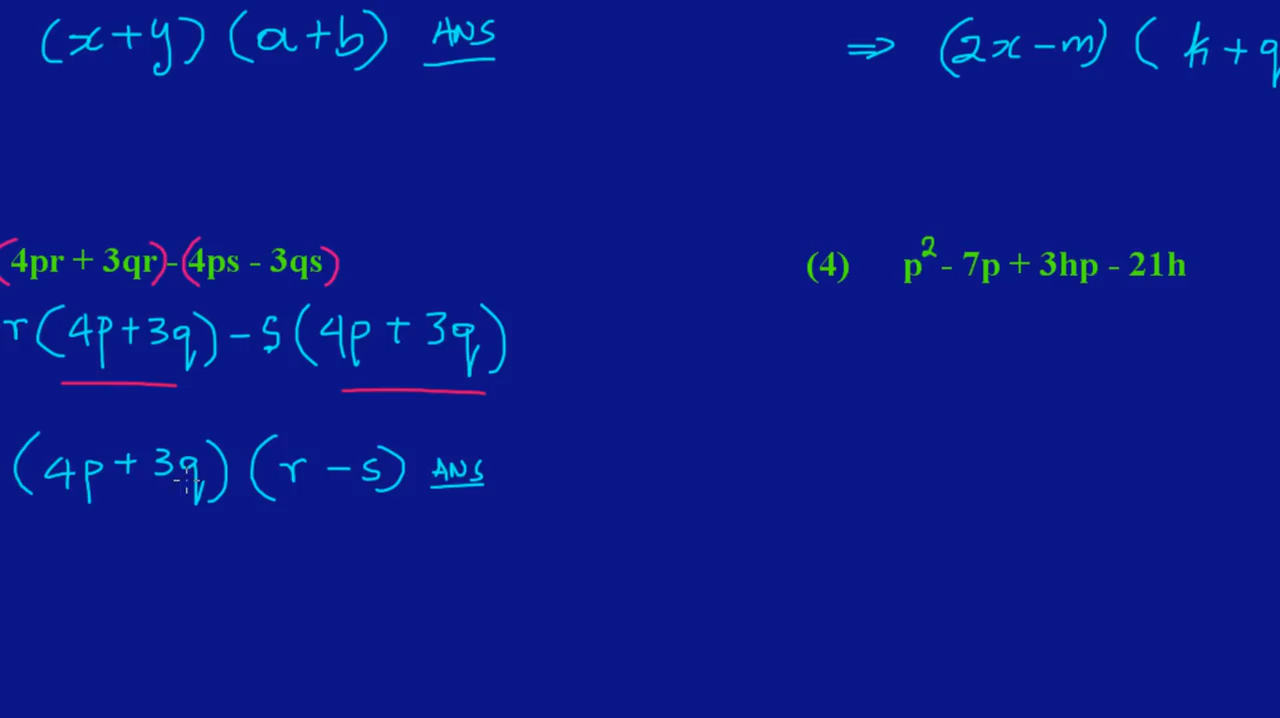 (x+y) (a+b) ANS
⇒ (2x-m) ( k+q
(4pr + 3qr)-(4ps - 3qs)
r(4p+3q)-s(4p+3q)
(4p+3q) (r-s) ANS
(4) p² - 7p + 3hp - 21h